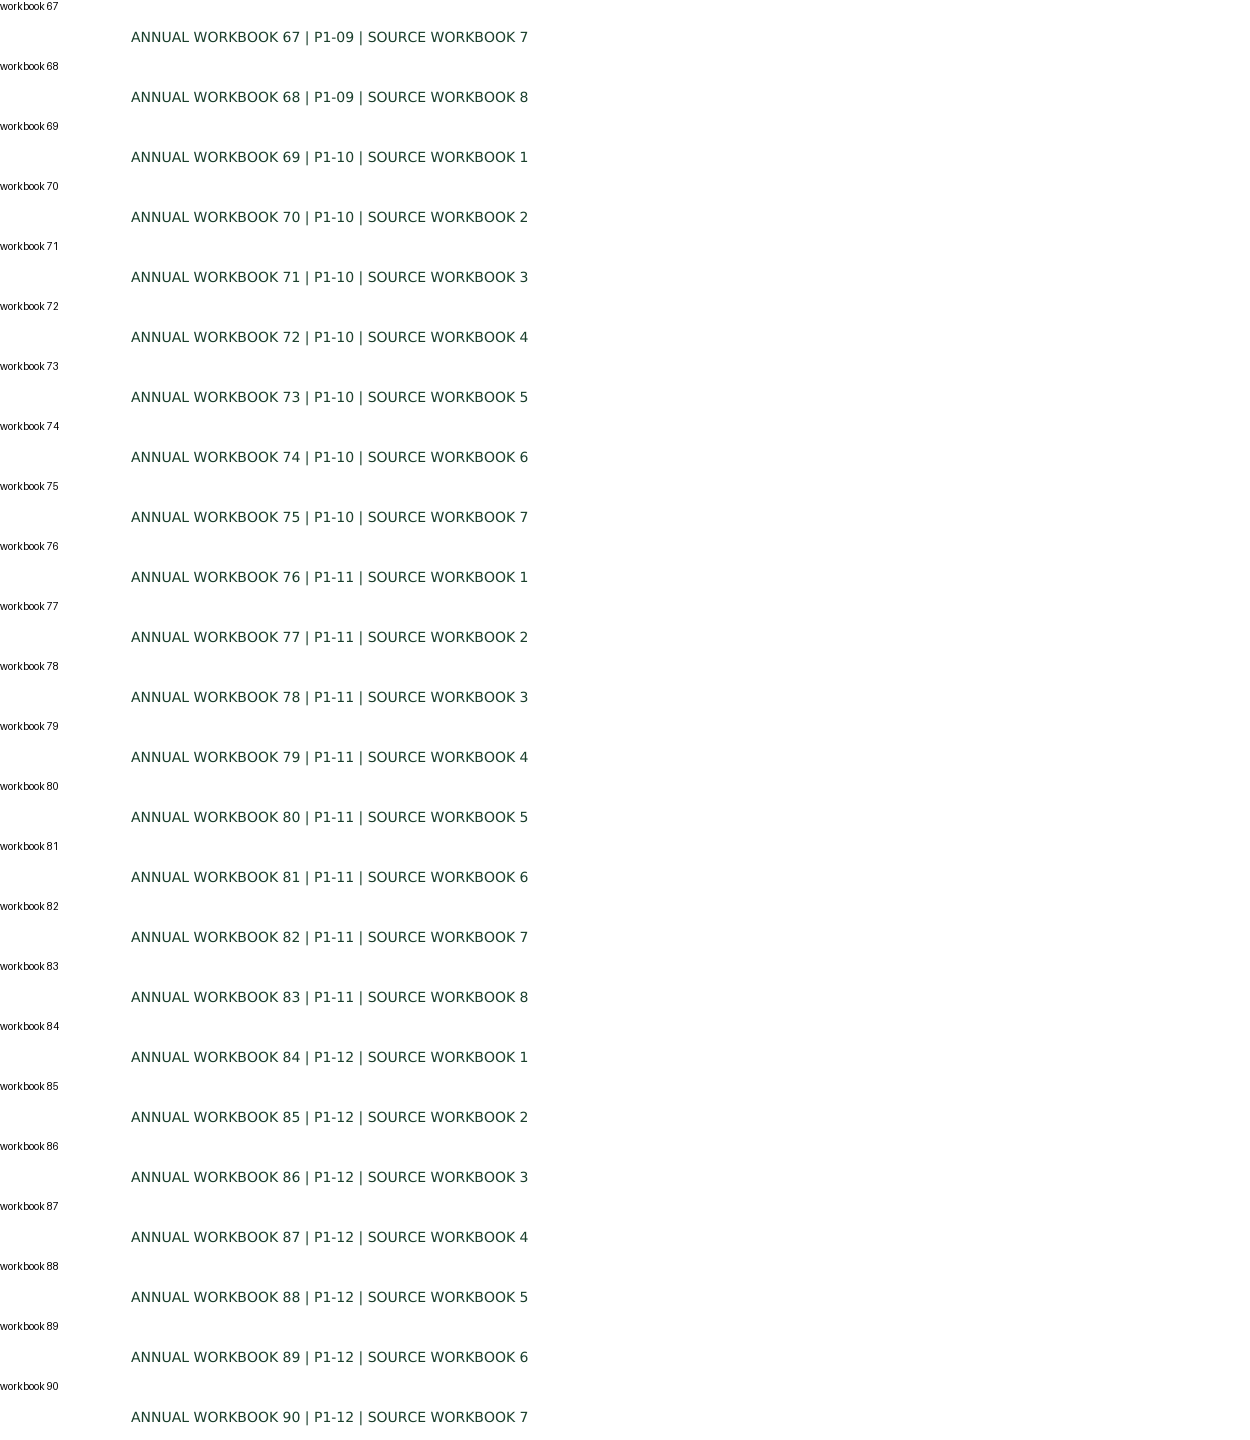 workbook 67
ANNUAL WORKBOOK 67 | P1-09 | SOURCE WORKBOOK 7
workbook 68
ANNUAL WORKBOOK 68 | P1-09 | SOURCE WORKBOOK 8
workbook 69
ANNUAL WORKBOOK 69 | P1-10 | SOURCE WORKBOOK 1
workbook 70
ANNUAL WORKBOOK 70 | P1-10 | SOURCE WORKBOOK 2
workbook 71
ANNUAL WORKBOOK 71 | P1-10 | SOURCE WORKBOOK 3
workbook 72
ANNUAL WORKBOOK 72 | P1-10 | SOURCE WORKBOOK 4
workbook 73
ANNUAL WORKBOOK 73 | P1-10 | SOURCE WORKBOOK 5
workbook 74
ANNUAL WORKBOOK 74 | P1-10 | SOURCE WORKBOOK 6
workbook 75
ANNUAL WORKBOOK 75 | P1-10 | SOURCE WORKBOOK 7
workbook 76
ANNUAL WORKBOOK 76 | P1-11 | SOURCE WORKBOOK 1
workbook 77
ANNUAL WORKBOOK 77 | P1-11 | SOURCE WORKBOOK 2
workbook 78
ANNUAL WORKBOOK 78 | P1-11 | SOURCE WORKBOOK 3
workbook 79
ANNUAL WORKBOOK 79 | P1-11 | SOURCE WORKBOOK 4
workbook 80
ANNUAL WORKBOOK 80 | P1-11 | SOURCE WORKBOOK 5
workbook 81
ANNUAL WORKBOOK 81 | P1-11 | SOURCE WORKBOOK 6
workbook 82
ANNUAL WORKBOOK 82 | P1-11 | SOURCE WORKBOOK 7
workbook 83
ANNUAL WORKBOOK 83 | P1-11 | SOURCE WORKBOOK 8
workbook 84
ANNUAL WORKBOOK 84 | P1-12 | SOURCE WORKBOOK 1
workbook 85
ANNUAL WORKBOOK 85 | P1-12 | SOURCE WORKBOOK 2
workbook 86
ANNUAL WORKBOOK 86 | P1-12 | SOURCE WORKBOOK 3
workbook 87
ANNUAL WORKBOOK 87 | P1-12 | SOURCE WORKBOOK 4
workbook 88
ANNUAL WORKBOOK 88 | P1-12 | SOURCE WORKBOOK 5
workbook 89
ANNUAL WORKBOOK 89 | P1-12 | SOURCE WORKBOOK 6
workbook 90
ANNUAL WORKBOOK 90 | P1-12 | SOURCE WORKBOOK 7